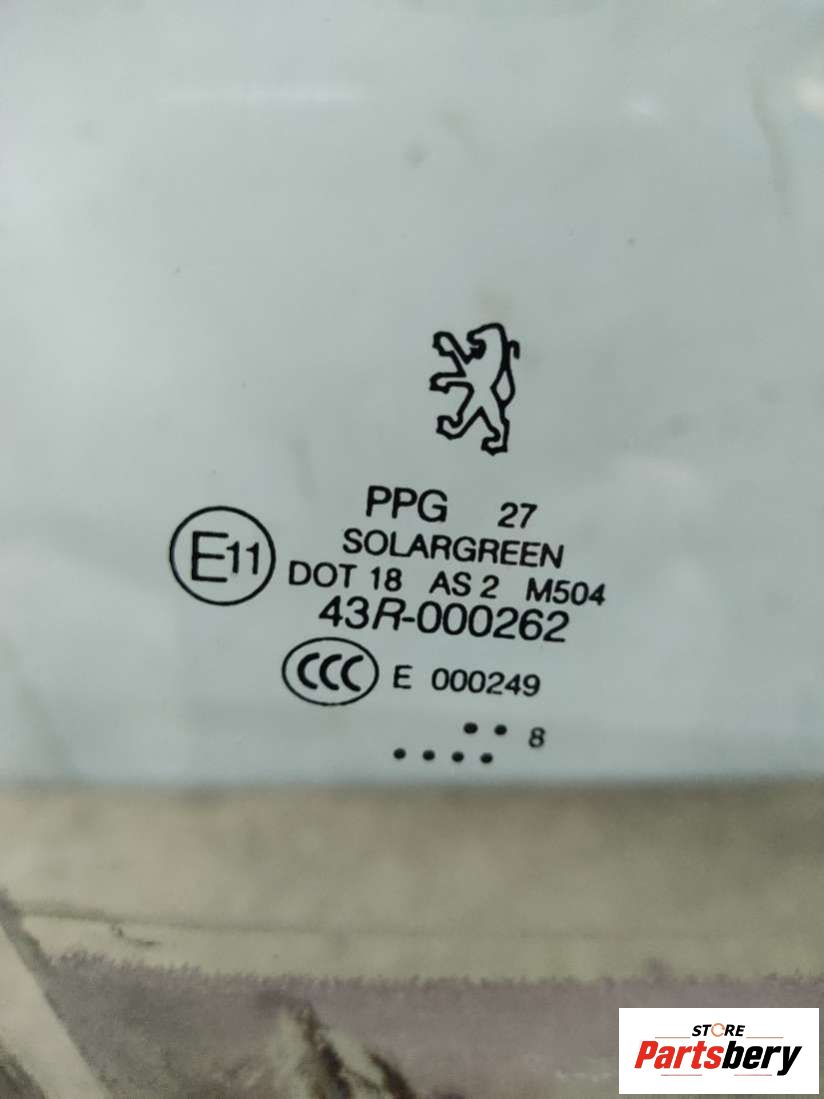 PPG 27
SOLARGREEN
E11
DOT 18 AS 2 M504
43R-000262
CCC E 000249
8
STORE
Partsbery